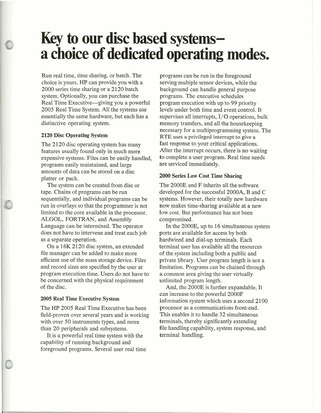 Key to our disc based systems—
a choice of dedicated operating modes.
Run real time, time sharing, or batch. The
choice is yours. HP can provide you with a
2000 series time sharing or a 2120 batch
system. Optionally, you can purchase the
Real Time Executive—giving you a powerful
2005 Real Time System. All the systems use
essentially the same hardware, but each has a
distinctive operating system.
2120 Disc Operating System
The 2120 disc operating system has many
features usually found only in much more
expensive systems. Files can be easily handled,
programs easily maintained, and large
amounts of data can be stored on a disc
platter or pack.
The system can be created from disc or
tape. Chains of programs can be run
sequentially, and individual programs can be
run in overlays so that the programmer is not
limited to the core available in the processor.
ALGOL, FORTRAN, and Assembly
Language can be intermixed. The operator
does not have to intervene and treat each job
as a separate operation.
On a 16K 2120 disc system, an extended
file manager can be added to make more
efficient use of the mass-storage device. Files
and record sizes are specified by the user at
program execution time. Users do not have to
be concerned with the physical requirement
of the disc.
2005 Real Time Executive System
The HP 2005 Real Time Executive has been
field-proven over several years and is working
with over 50 instrument types, and more
than 20 peripherals and subsystems.
It is a powerful real time system with the
capability of running background and
foreground programs. Several user real time
programs can be run in the foreground
serving multiple sensor devices, while the
background can handle general purpose
programs. The executive schedules
program execution with up to 99 priority
levels under both time and event control. It
supervises all interrupts, I/O operations, bulk
memory transfers, and all the housekeeping
necessary for a multiprogramming system. The
RTE uses a privileged interrupt to give a
fast response to your critical applications.
After the interrupt occurs, there is no waiting
to complete a user program. Real time needs
are serviced immediately.
2000 Series Low Cost Time Sharing
The 2000E and F inherits all the software
developed for the successful 2000A, B and C
systems. However, their totally new hardware
now makes time-sharing available at a new
low cost. But performance has not been
compromised.
In the 2000E, up to 16 simultaneous system
ports are available for access by both
hardwired and dial-up terminals. Each
terminal user has available all the resources
of the system including both a public and
private library. User program length is not a
limitation. Programs can be chained through
a common area giving the user virtually
unlimited program length.
And, the 2000E is further expandable. It
can increase to the powerful 2000F
information system which uses a second 2100
processor as a communications front-end.
This enables it to handle 32 simultaneous
terminals, thereby significantly extending
file handling capability, system response, and
terminal handling.